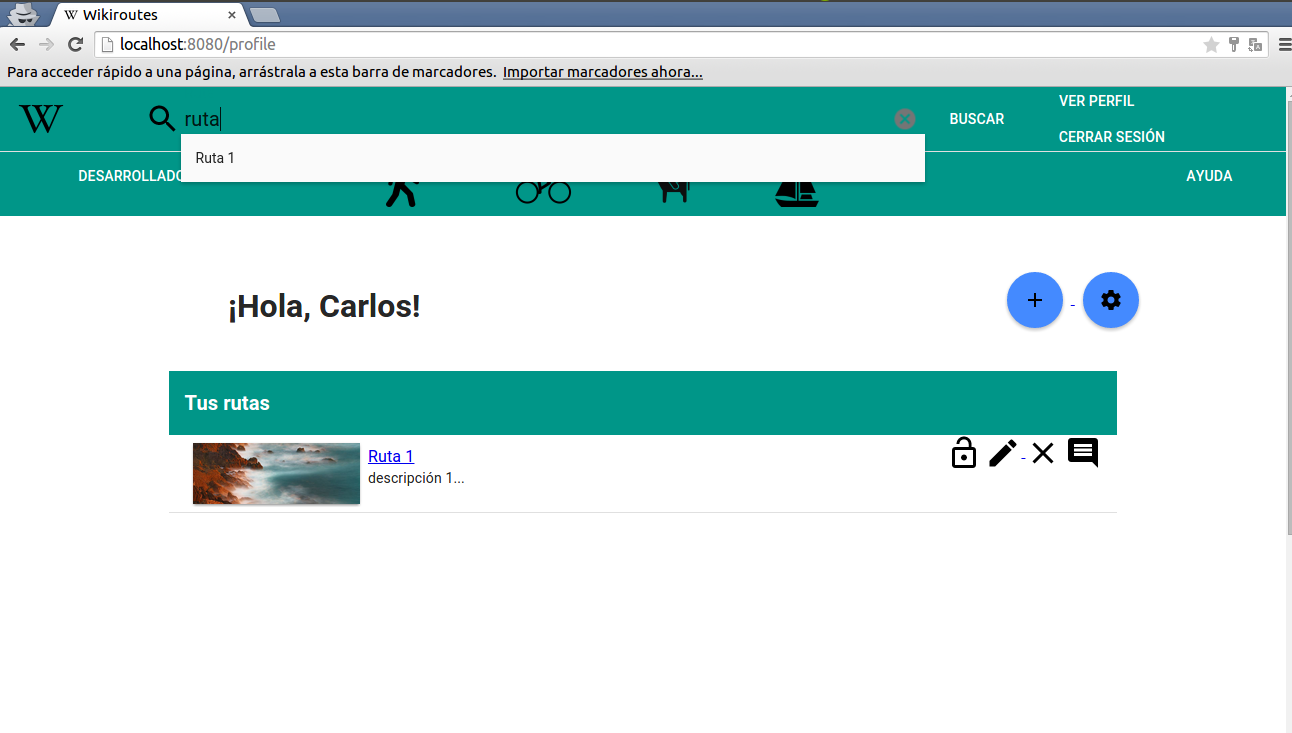 W Wikiroutes
localhost:8080/profile
Para acceder rápido a una página, arrástrala a esta barra de marcadores. Importar marcadores ahora...
W
ruta
BUSCAR
VER PERFIL
CERRAR SESIÓN
Ruta 1
AYUDA
¡Hola, Carlos!
+ -
Tus rutas
Ruta 1
descripción 1...
-